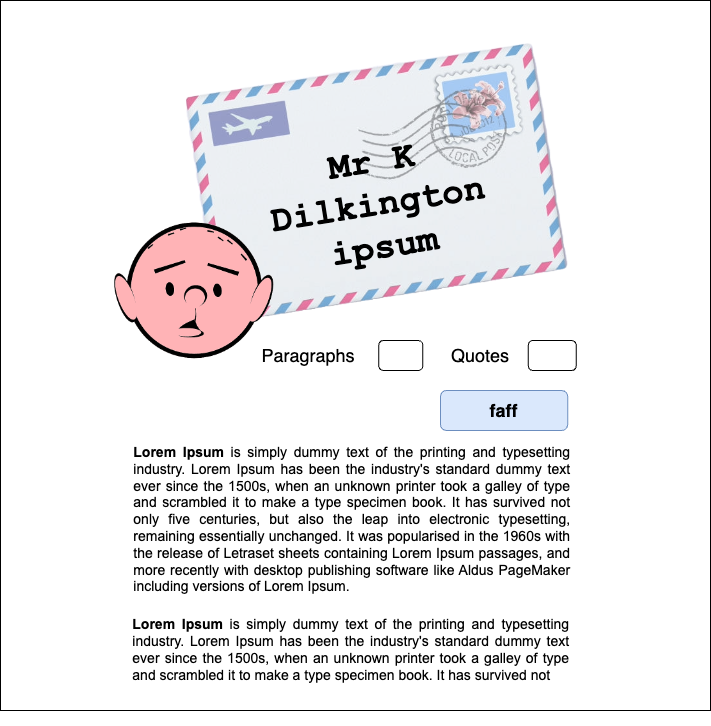 LOCAL POST
Mr K
Dilkington
ipsum
Paragraphs Quotes
faff
Lorem Ipsum is simply dummy text of the printing and typesetting
industry. Lorem Ipsum has been the industry's standard dummy text
ever since the 1500s, when an unknown printer took a galley of type
and scrambled it to make a type specimen book. It has survived not
only five centuries, but also the leap into electronic typesetting,
remaining essentially unchanged. It was popularised in the 1960s with
the release of Letraset sheets containing Lorem Ipsum passages, and
more recently with desktop publishing software like Aldus PageMaker
including versions of Lorem Ipsum.
Lorem Ipsum is simply dummy text of the printing and typesetting
industry. Lorem Ipsum has been the industry's standard dummy text
ever since the 1500s, when an unknown printer took a galley of type
and scrambled it to make a type specimen book. It has survived not